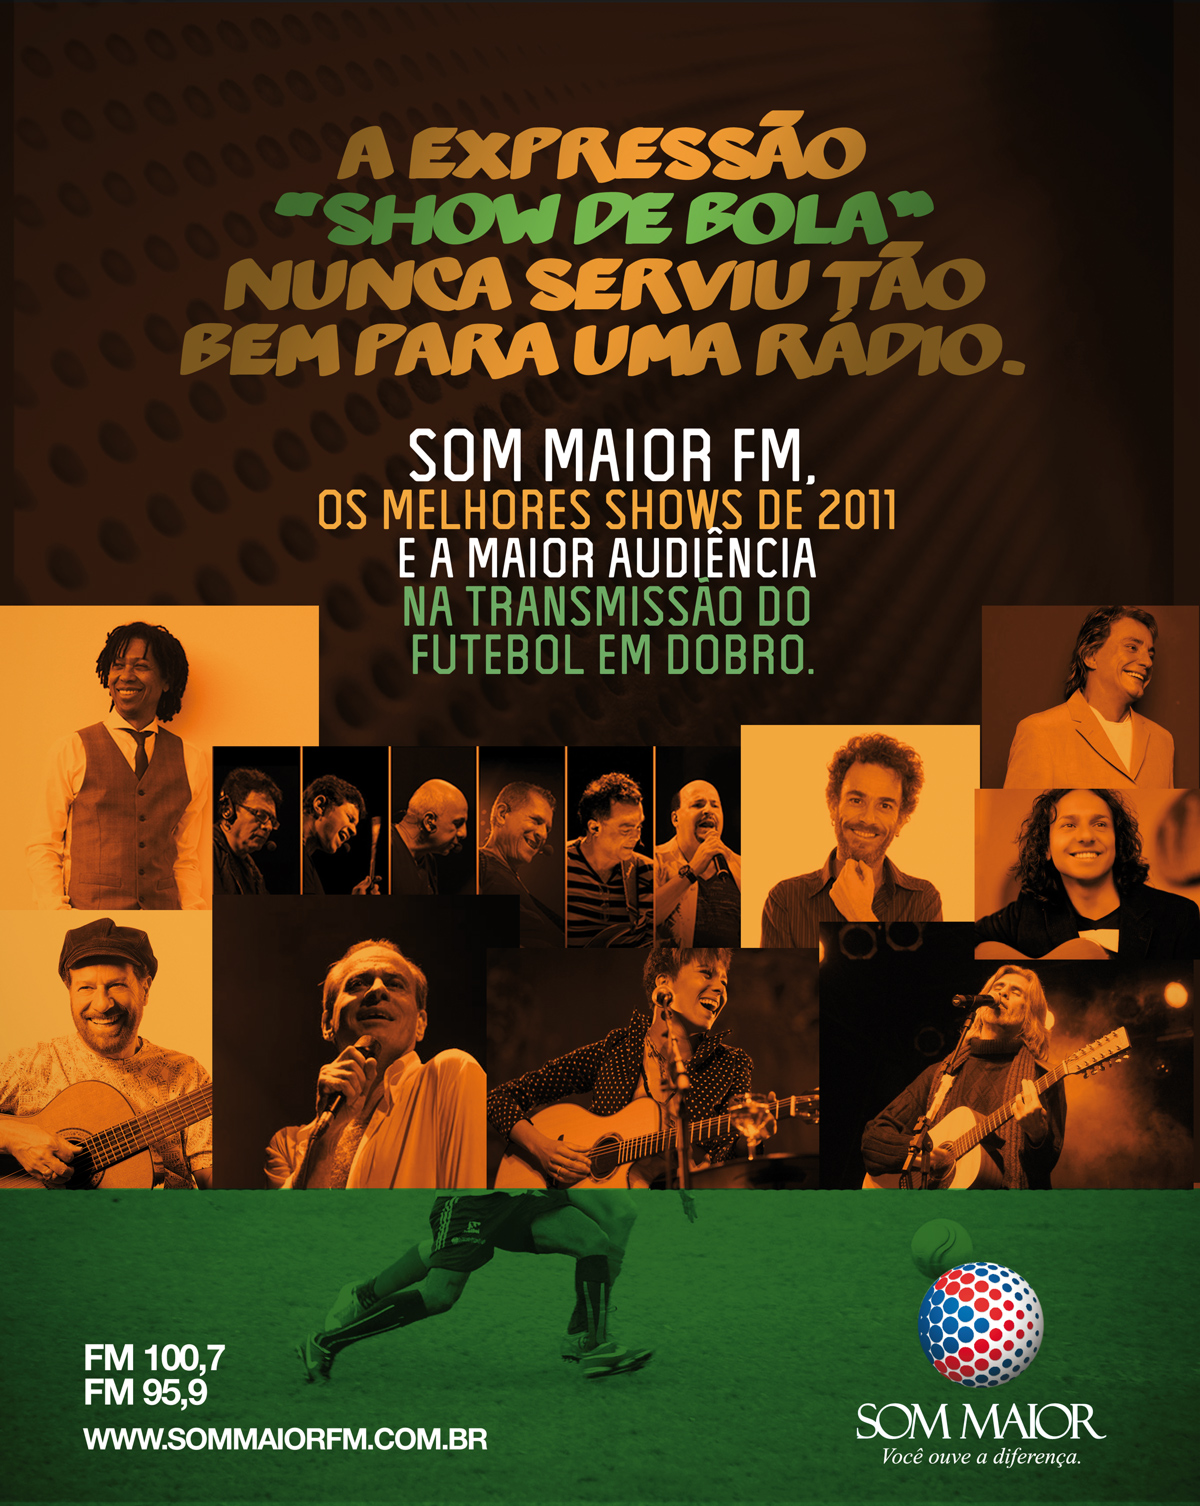 A EXPRESSÃO
"SHOW DE BOLA"
NUNCA SERVIU TÃO
BEM PARA UMA RÁDIO.
SOM MAIOR FM,
OS MELHORES SHOWS DE 2011
E A MAIOR AUDIÊNCIA
NA TRANSMISSÃO DO
FUTEBOL EM DOBRO.
FM 100,7
FM 95,9
WWW.SOMMAIORFM.COM.BR
SOM MAIOR
Você ouve a diferença.